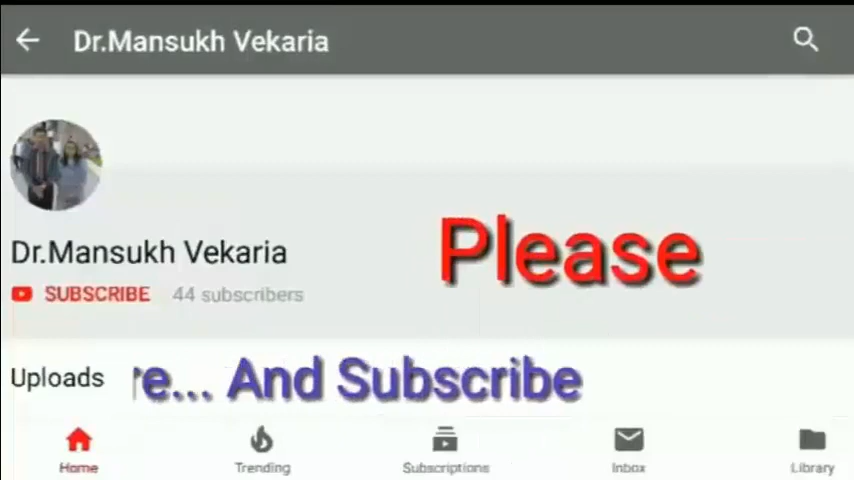 Dr.Mansukh Vekaria
Dr.Mansukh Vekaria
SUBSCRIBE 44 subscribers
Please
Uploads
And Subscribe
Home Trending Subscriptions Inbox Library